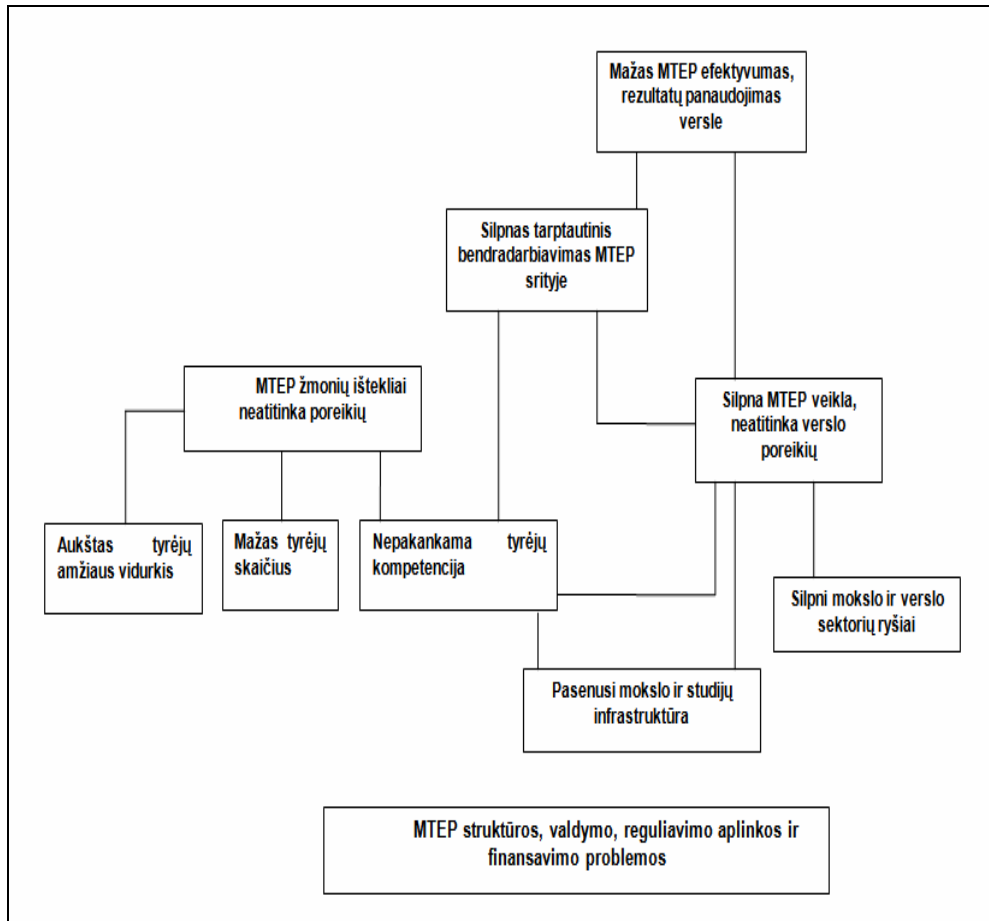 Mažas MTEP efektyvumas,
rezultatų panaudojimas
versle
Silpnas tarptautinis
bendradarbiavimas MTEP
srityje
MTEP žmonių ištekliai
neatitinka poreikių
Silpna MTEP veikla,
neatitinka verslo
poreikių
Aukštas tyrėjų
amžiaus vidurkis
Mažas tyrėjų
skaičius
Nepakankama tyrėjų
kompetencija
Silpni mokslo ir verslo
sektorių ryšiai
Pasenusi mokslo ir studijų
infrastruktūra
MTEP struktūros, valdymo, reguliavimo aplinkos ir
finansavimo problemos